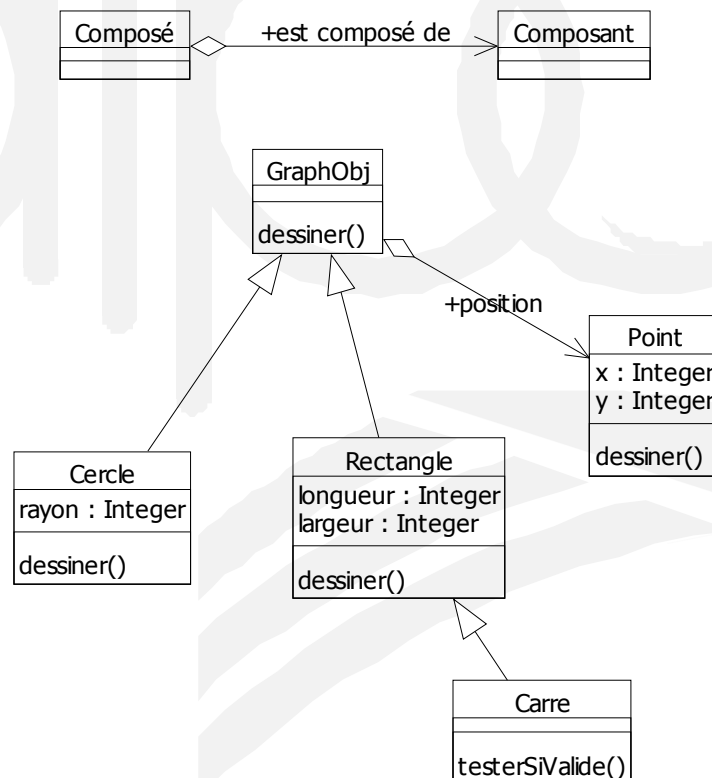 Composé
+est composé de
Composant
GraphObj
dessiner()
+position
Point
x : Integer
y : Integer
dessiner()
Cercle
rayon : Integer
dessiner()
Rectangle
longueur : Integer
largeur : Integer
dessiner()
Carre
testerSiValide()